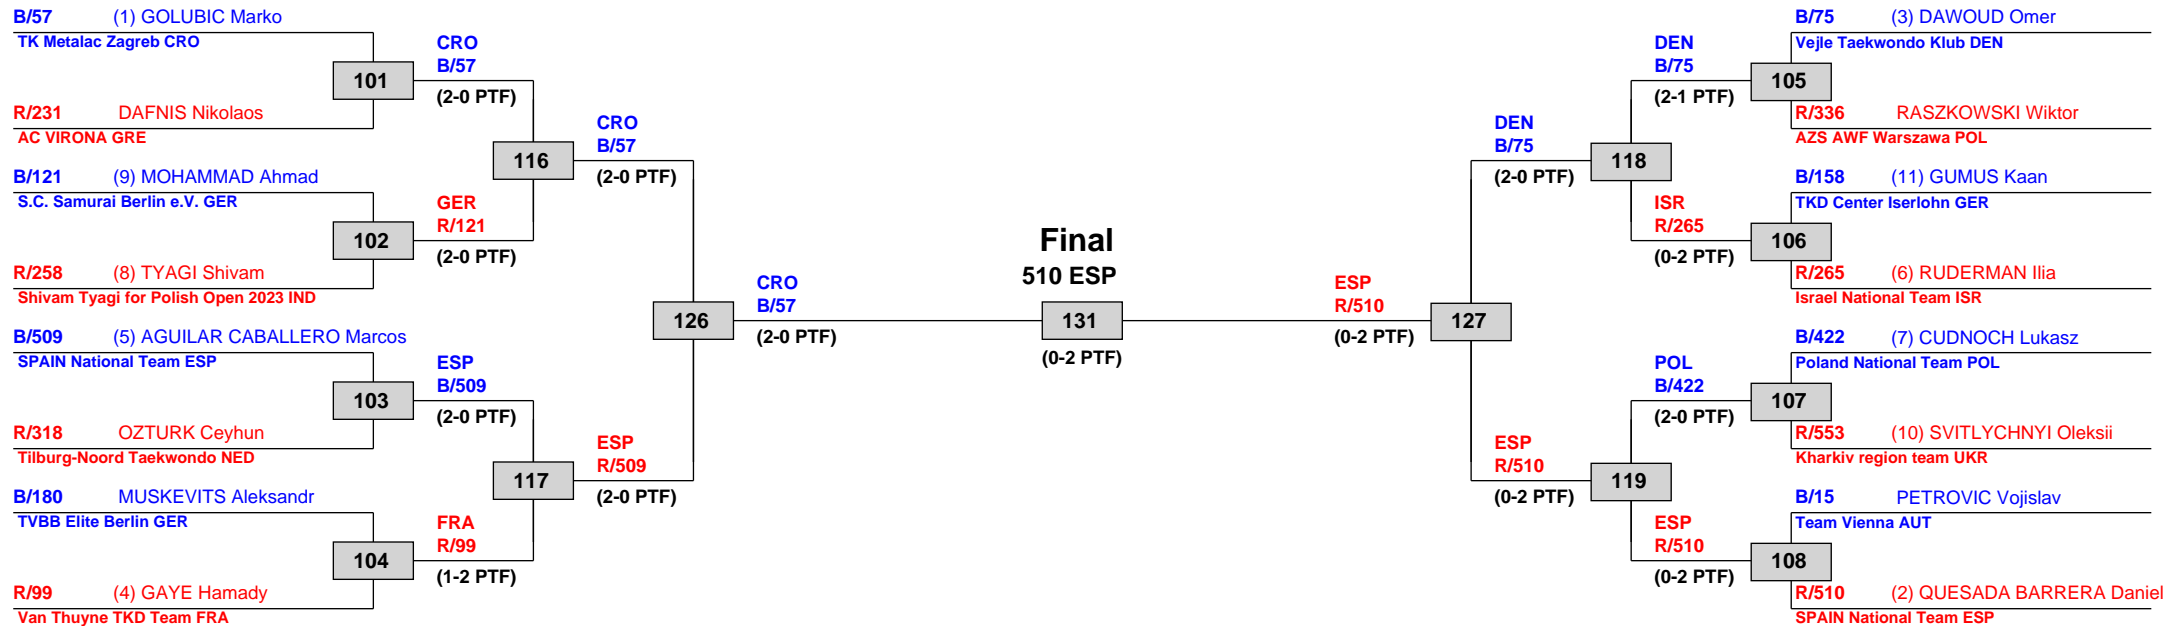 B/57 (1) GOLUBIC Marko
TK Metalac Zagreb CRO
101
R/231 DAFNIS Nikolaos
AC VIRONA GRE
B/121 (9) MOHAMMAD Ahmad
S.C. Samurai Berlin e.V. GER
102
R/258 (8) TYAGI Shivam
Shivam Tyagi for Polish Open 2023 IND
B/509 (5) AGUILAR CABALLERO Marcos
SPAIN National Team ESP
103
R/318 OZTURK Ceyhun
Tilburg-Noord Taekwondo NED
B/180 MUSKEVITS Aleksandr
TVBB Elite Berlin GER
104
R/99 (4) GAYE Hamady
Van Thuyne TKD Team FRA
CRO
B/57
(2-0 PTF)
116
GER
R/121
(2-0 PTF)
ESP
B/509
(2-0 PTF)
117
FRA
R/99
(1-2 PTF)
CRO
B/57
(2-0 PTF)
126
ESP
R/509
(2-0 PTF)
CRO
B/57
(2-0 PTF)
Final
510 ESP
131
(0-2 PTF)
ESP
R/510
(0-2 PTF)
127
DEN
B/75
(2-0 PTF)
118
ESP
R/510
(0-2 PTF)
119
DEN
B/75
(2-1 PTF)
ISR
R/265
(0-2 PTF)
POL
B/422
(2-0 PTF)
ESP
R/510
(0-2 PTF)
B/75 (3) DAWOUD Omer
Vejle Taekwondo Klub DEN
105
R/336 RASZKOWSKI Wiktor
AZS AWF Warszawa POL
B/158 (11) GUMUS Kaan
TKD Center Iserlohn GER
106
R/265 (6) RUDERMAN Ilia
Israel National Team ISR
B/422 (7) CUDNOCH Lukasz
Poland National Team POL
107
R/553 (10) SVITLYCHNYI Oleksii
Kharkiv region team UKR
B/15 PETROVIC Vojislav
Team Vienna AUT
108
R/510 (2) QUESADA BARRERA Daniel
SPAIN National Team ESP